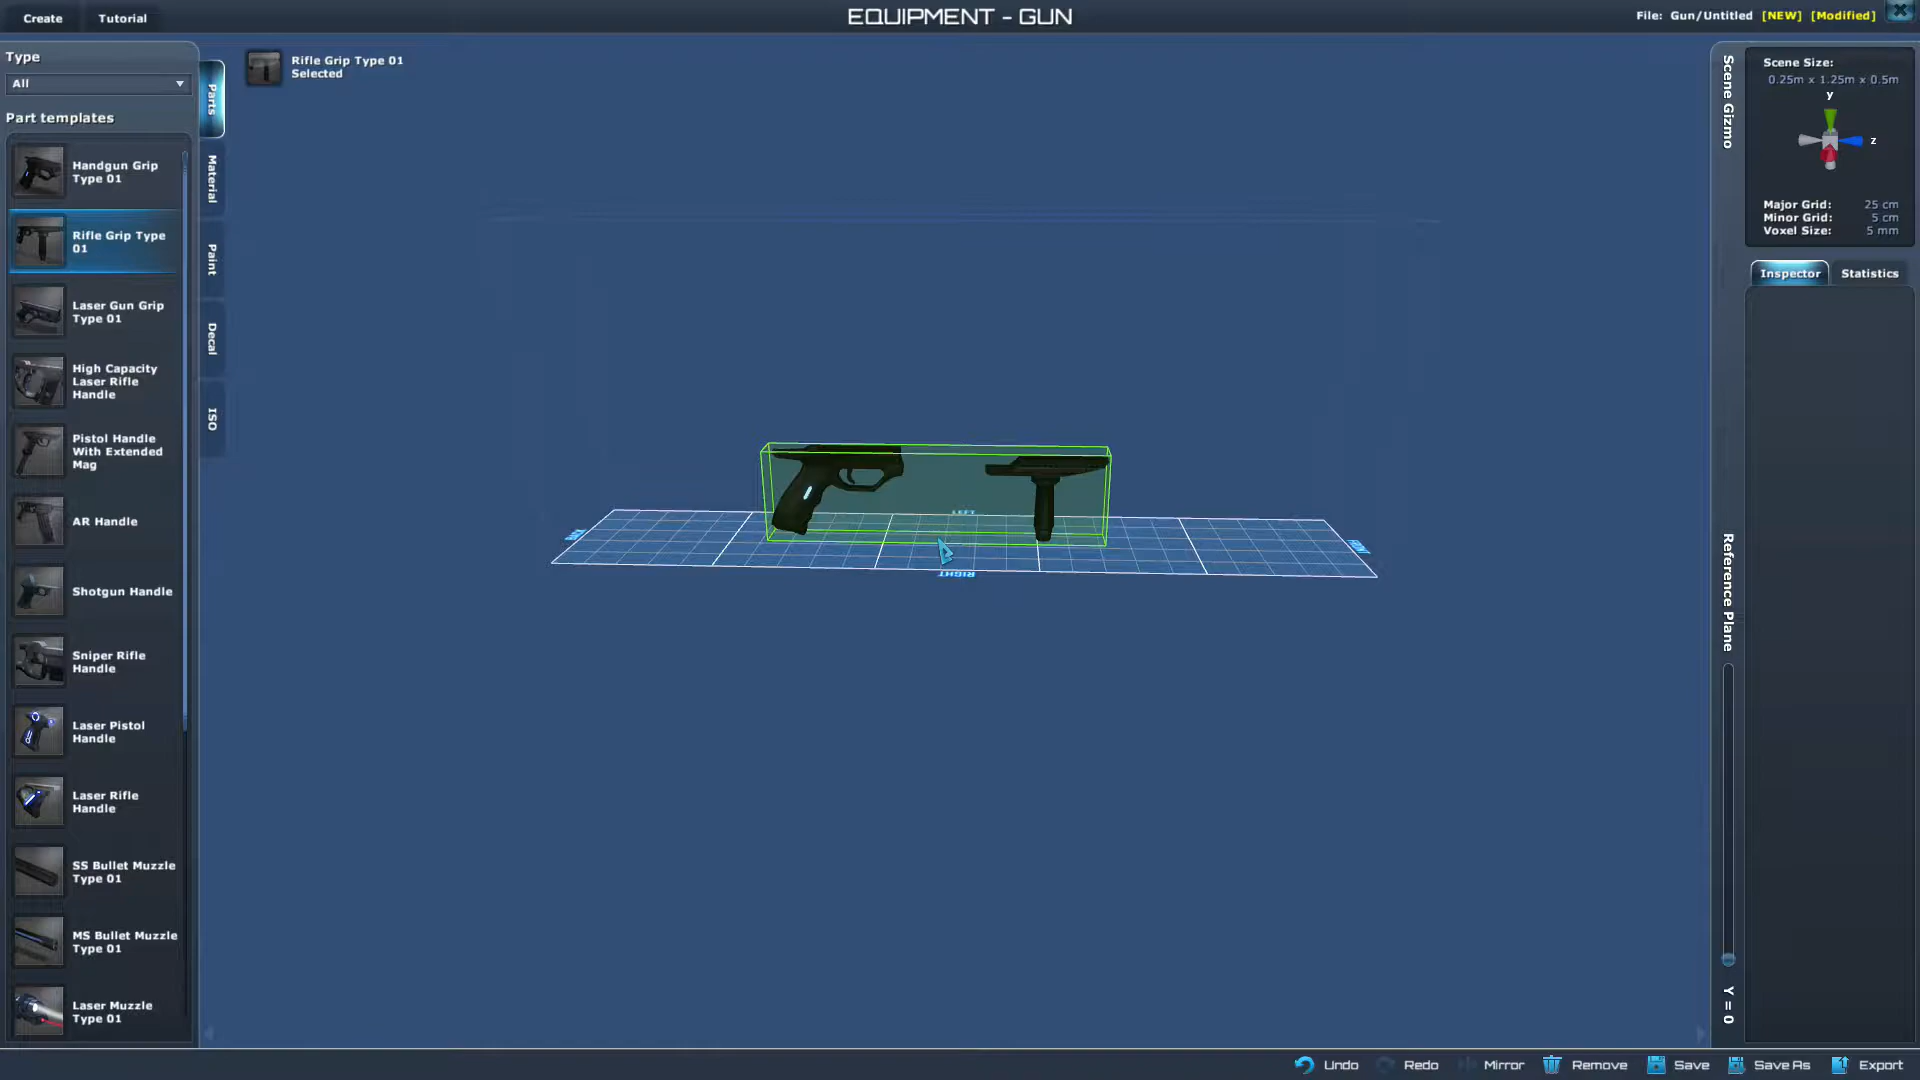 Create
Tutorial
EQUIPMENT - GUN
File: Gun/Untitled [NEW] [Modified]
Type
All
Part templates
Handgun Grip
Type 01
Rifle Grip Type
01
Laser Gun Grip
Type 01
High Capacity
Laser Rifle
Handle
Pistol Handle
With Extended
Mag
AR Handle
Shotgun Handle
Sniper Rifle
Handle
Laser Pistol
Handle
Laser Rifle
Handle
SS Bullet Muzzle
Type 01
MS Bullet Muzzle
Type 01
Laser Muzzle
Type 01
Parts
Material
Paint
Decal
ISO
Rifle Grip Type 01
Selected
LEFT
RIGHT
Scene Gizmo
Reference Plane
Y = 0
Scene Size:
0.25m x 1.25m x 0.5m
y
z
Major Grid: 25 cm
Minor Grid: 5 cm
Voxel Size: 5 mm
Inspector
Statistics
Undo
Redo
Mirror
Remove
Save
Save As
Export